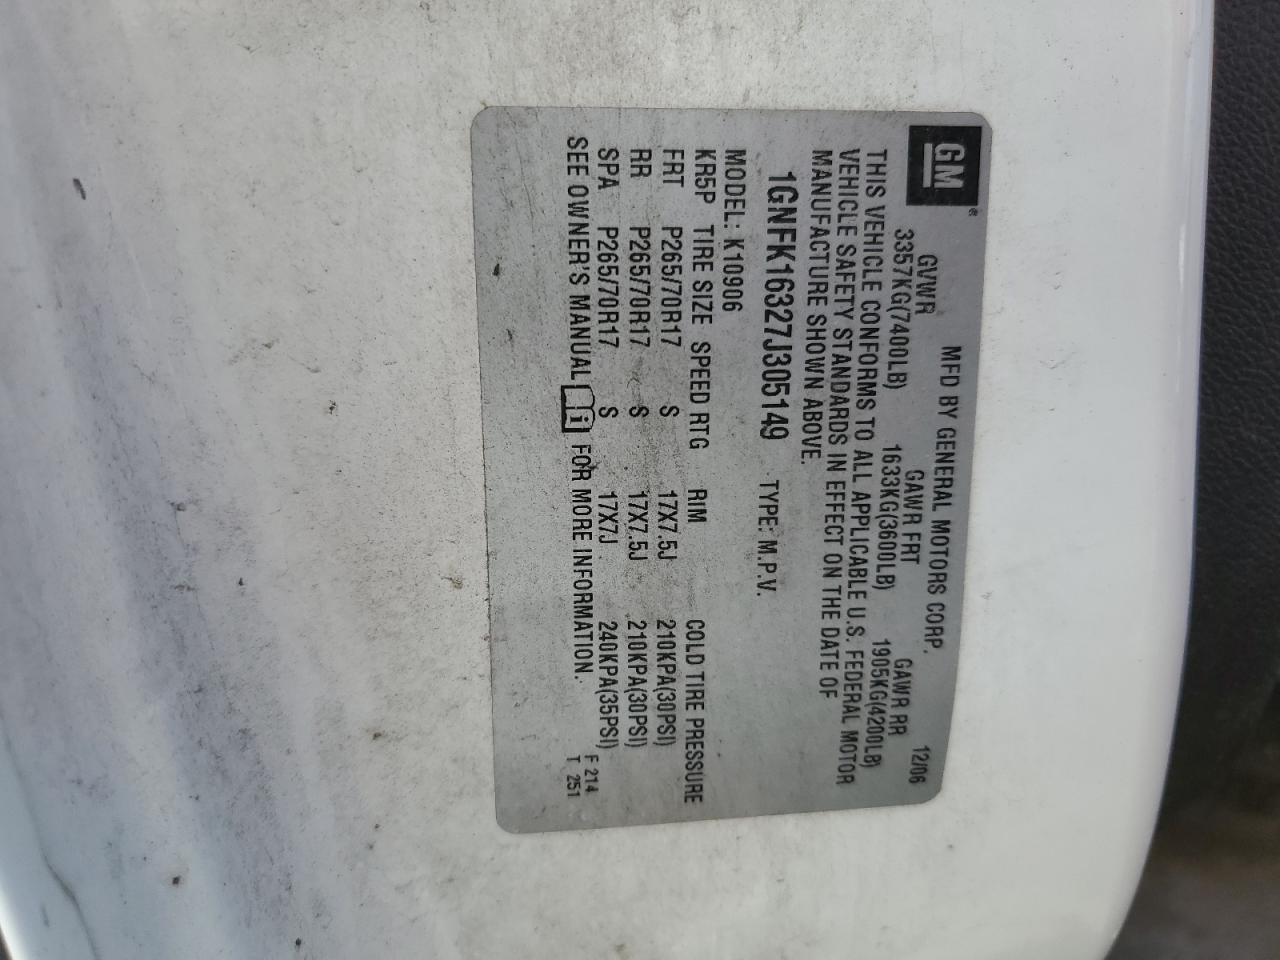 GM®
MFD BY GENERAL MOTORS CORP. 12/06
GVWR GAWR FRT GAWR RR
3357KG(7400LB) 1633KG(3600LB) 1905KG(4200LB)
THIS VEHICLE CONFORMS TO ALL APPLICABLE U.S. FEDERAL MOTOR
VEHICLE SAFETY STANDARDS IN EFFECT ON THE DATE OF
MANUFACTURE SHOWN ABOVE.
1GNFK16327J305149 TYPE: M.P.V.
MODEL: K10906
KR5P TIRE SIZE SPEED RTG RIM COLD TIRE PRESSURE
FRT P265/70R17 S 17X7.5J 210KPA(30PSI)
RR P265/70R17 S 17X7.5J 210KPA(30PSI)
SPA P265/70R17 S 17X7J 240KPA(35PSI)
SEE OWNER'S MANUAL i FOR MORE INFORMATION.
F 214
T 251